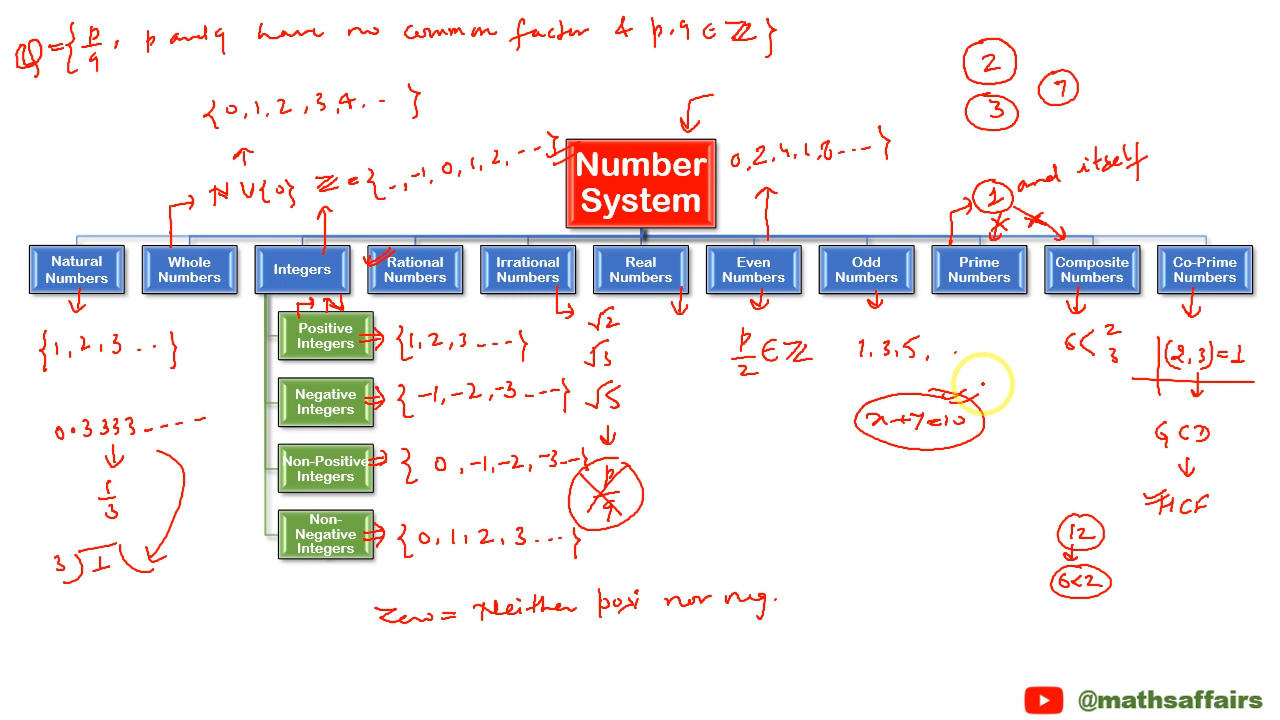 ℚ = { p/q , p and q have no common factor & p, q ∈ ℤ }
{ 0, 1, 2, 3, 4, .. }
ℕ ∪ {0}
ℤ = { .., -1, 0, 1, 2, ... }
Number
System
0, 2, 4, 1, 8 ... }
2
3
7
1 and itself
Natural
Numbers
Whole
Numbers
Integers
Rational
Numbers
Irrational
Numbers
Real
Numbers
Even
Numbers
Odd
Numbers
Prime
Numbers
Composite
Numbers
Co-Prime
Numbers
{ 1, 2, 3 ... }
ℕ
Positive
Integers
{ 1, 2, 3 .... }
Negative
Integers
{ -1, -2, -3 .... }
Non-Positive
Integers
{ 0, -1, -2, -3 ... }
Non-
Negative
Integers
{ 0, 1, 2, 3 ... }
√2
√3
√5
p/q
p/2 ∈ ℤ
1, 3, 5, ..
x+y=10
6 < 2
3
(2, 3) = 1
GCD
HCF
12
6<2
0.3333....
1/3
3 ) 1 (
Zero = Neither posi nor neg.
@mathsaffairs